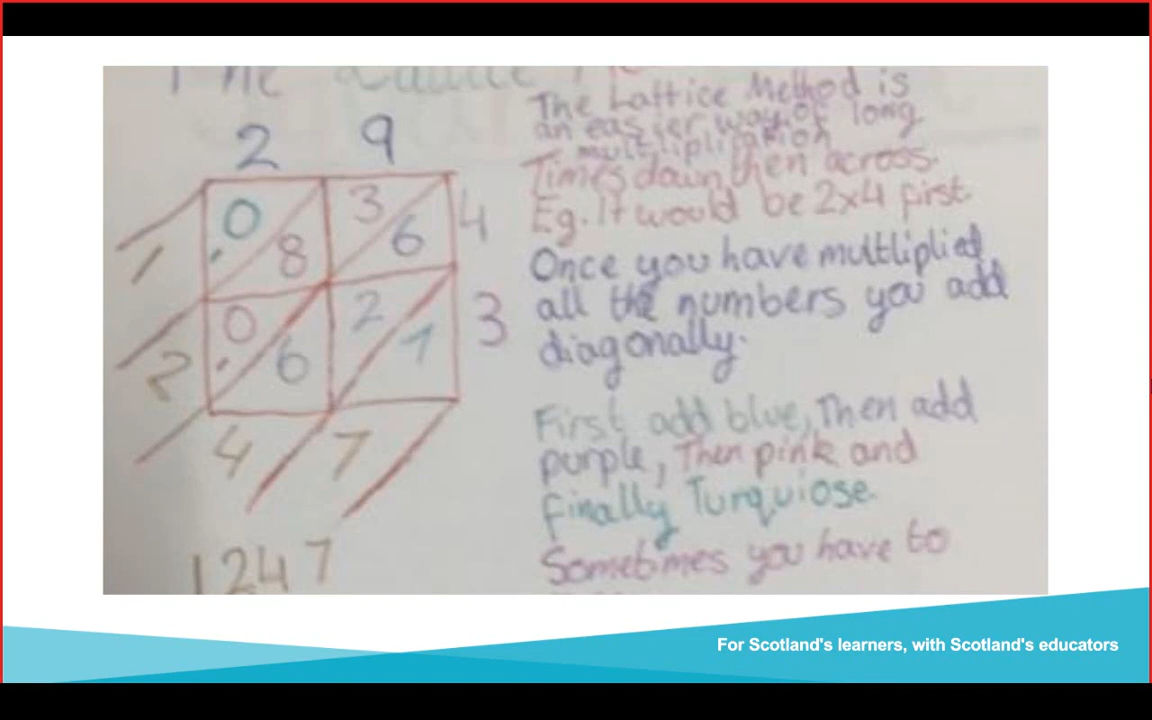 The Lattice
2 9
0 8 3 6 4
1
0 6 2 1 3
2
4 7
1247
The Lattice Method is
an easier way of long
multiplication
Times down then across.
Eg. It would be 2x4 first.
Once you have multliplied
all the numbers you add
diagonally.
First add blue, Then add
purple, Then pink and
finally Turquiose.
Sometimes you have to
For Scotland's learners, with Scotland's educators